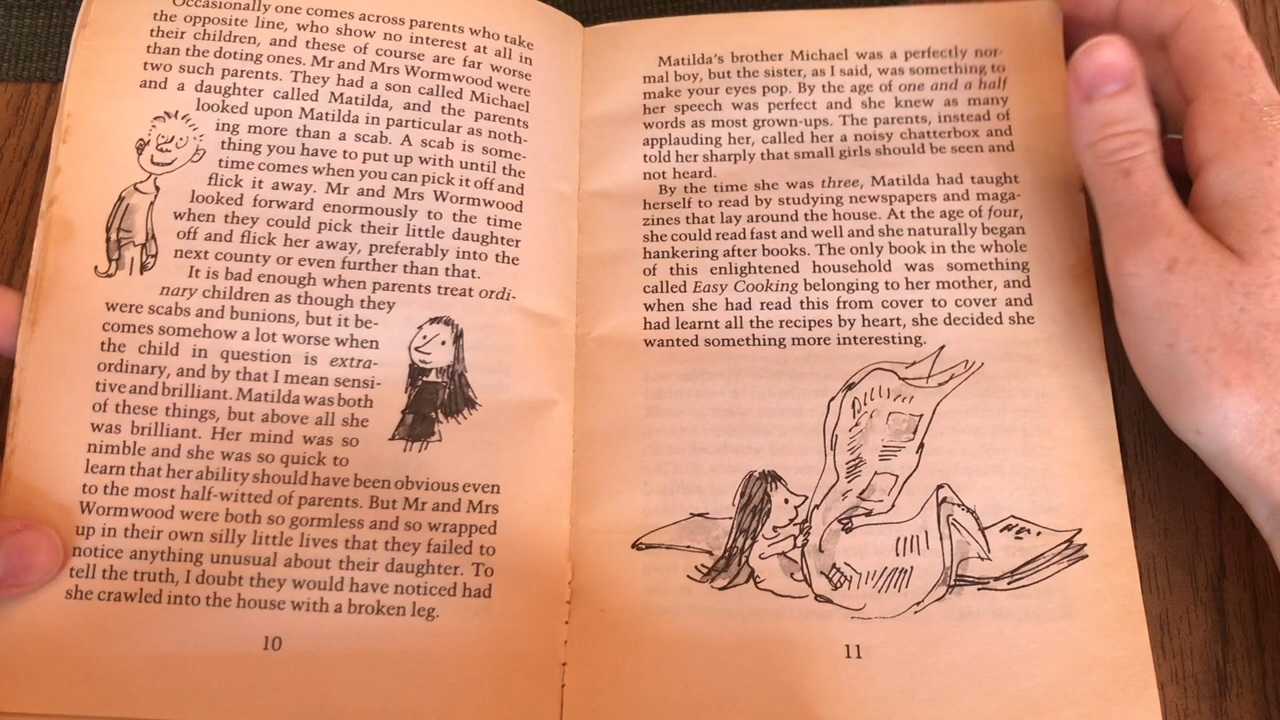 Occasionally one comes across parents who take
the opposite line, who show no interest at all in
their children, and these of course are far worse
than the doting ones. Mr and Mrs Wormwood were
two such parents. They had a son called Michael
and a daughter called Matilda, and the parents
looked upon Matilda in particular as noth-
ing more than a scab. A scab is some-
thing you have to put up with until the
time comes when you can pick it off and
flick it away. Mr and Mrs Wormwood
looked forward enormously to the time
when they could pick their little daughter
off and flick her away, preferably into the
next county or even further than that.
It is bad enough when parents treat ordi-
nary children as though they
were scabs and bunions, but it be-
comes somehow a lot worse when
the child in question is extra-
ordinary, and by that I mean sensi-
tive and brilliant. Matilda was both
of these things, but above all she
was brilliant. Her mind was so
nimble and she was so quick to
learn that her ability should have been obvious even
to the most half-witted of parents. But Mr and Mrs
Wormwood were both so gormless and so wrapped
up in their own silly little lives that they failed to
notice anything unusual about their daughter. To
tell the truth, I doubt they would have noticed had
she crawled into the house with a broken leg.
10
Matilda's brother Michael was a perfectly nor-
mal boy, but the sister, as I said, was something to
make your eyes pop. By the age of one and a half
her speech was perfect and she knew as many
words as most grown-ups. The parents, instead of
applauding her, called her a noisy chatterbox and
told her sharply that small girls should be seen and
not heard.
By the time she was three, Matilda had taught
herself to read by studying newspapers and maga-
zines that lay around the house. At the age of four,
she could read fast and well and she naturally began
hankering after books. The only book in the whole
of this enlightened household was something
called Easy Cooking belonging to her mother, and
when she had read this from cover to cover and
had learnt all the recipes by heart, she decided she
wanted something more interesting.
11